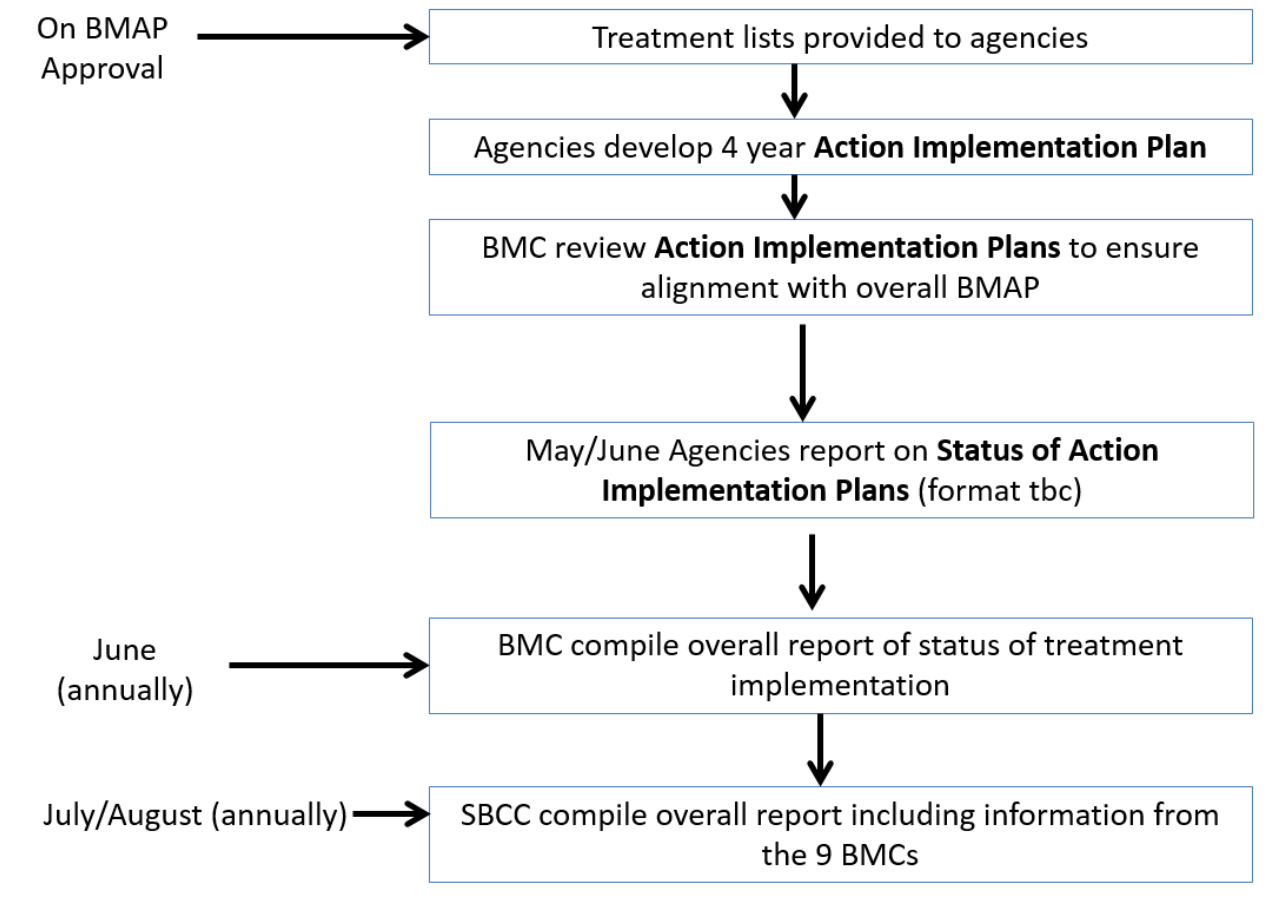 On BMAP
Approval
Treatment lists provided to agencies
Agencies develop 4 year Action Implementation Plan
BMC review Action Implementation Plans to ensure
alignment with overall BMAP
May/June Agencies report on Status of Action
Implementation Plans (format tbc)
June
(annually)
BMC compile overall report of status of treatment
implementation
July/August (annually)
SBCC compile overall report including information from
the 9 BMCs